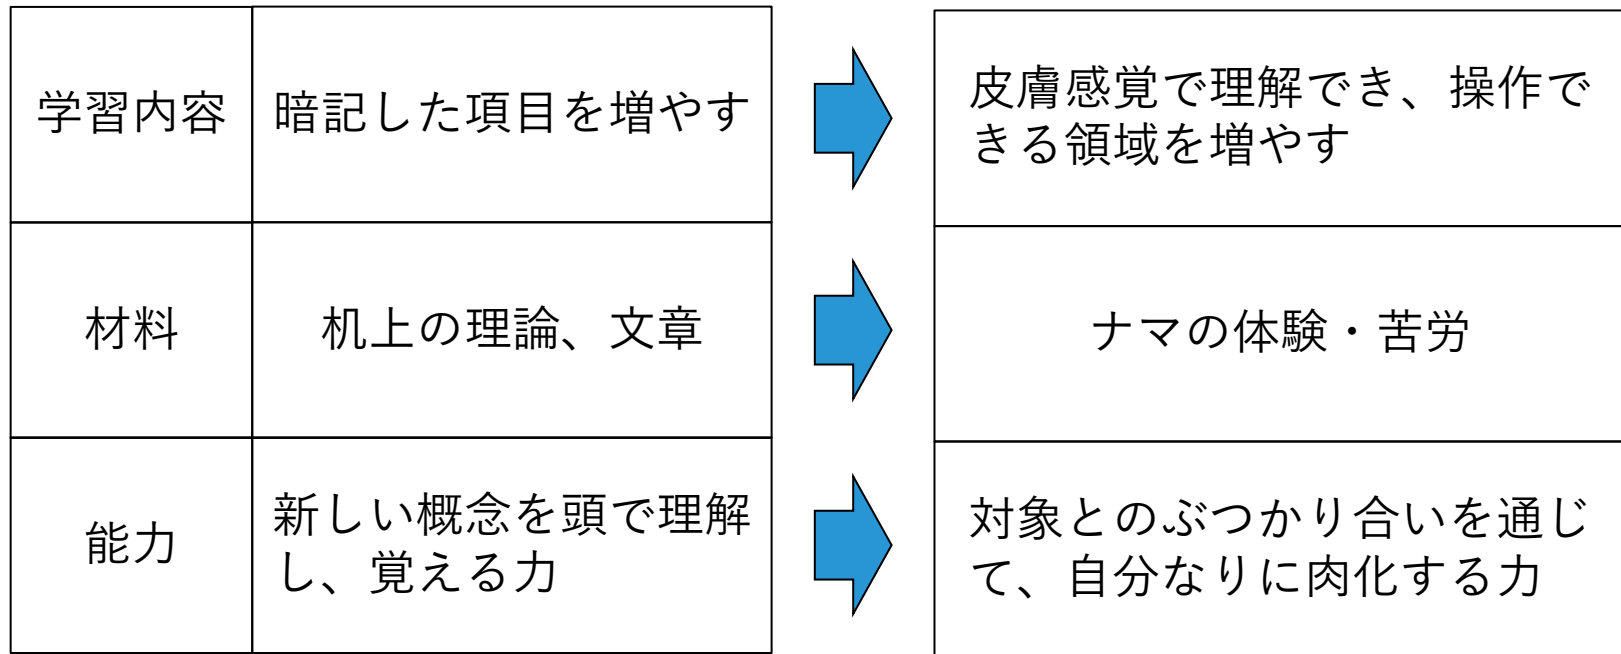 学習内容
暗記した項目を増やす
皮膚感覚で理解でき、操作で
きる領域を増やす
材料
机上の理論、文章
ナマの体験・苦労
能力
新しい概念を頭で理解
し、覚える力
対象とのぶつかり合いを通じ
て、自分なりに肉化する力